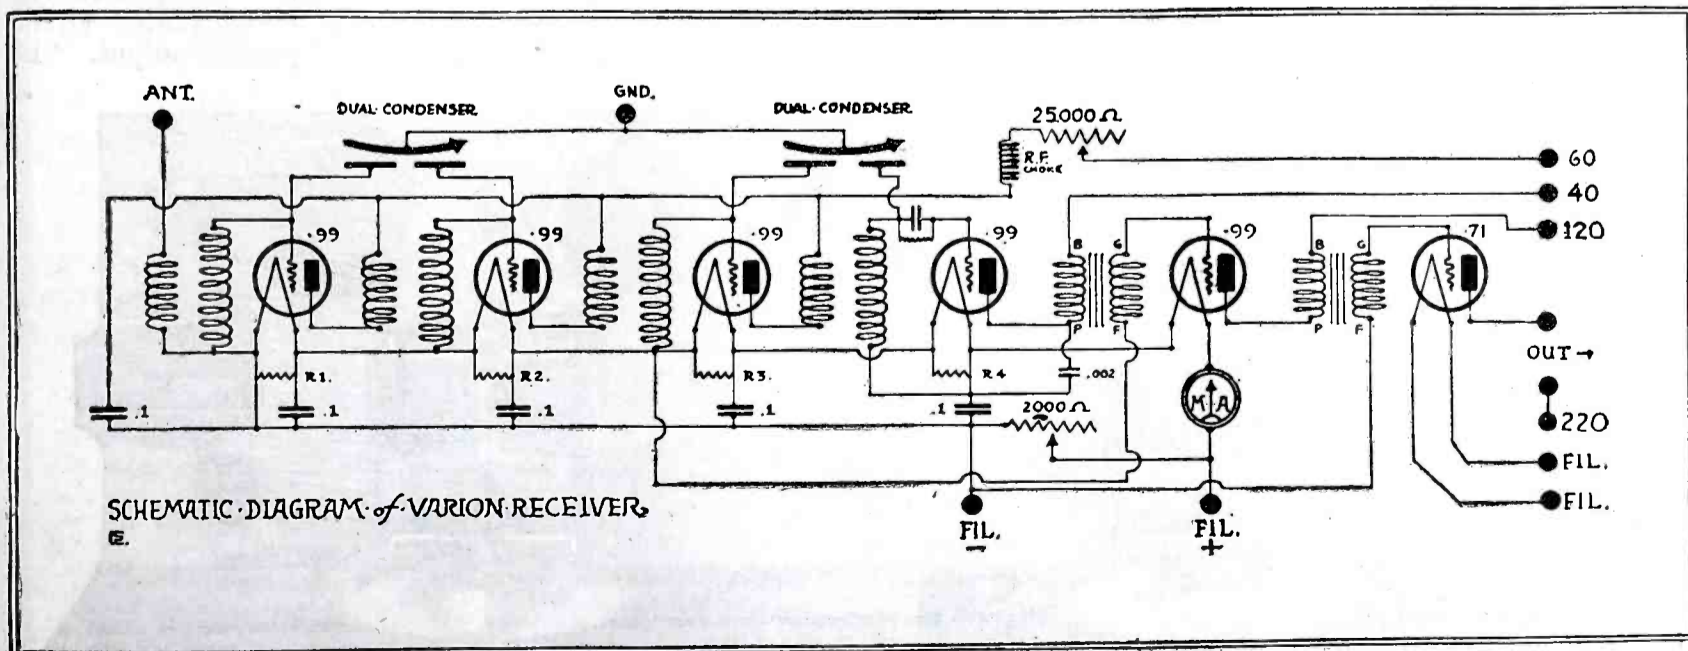 ANT.
DUAL·CONDENSER
GND.
DUAL·CONDENSER
25.000 Ω
R.F.
CHOKE
60
40
120
.99
.99
.99
.99
.99
.71
B
G
B
G
P
F
P
F
OUT →
R1.
R2.
R3.
R4
.002
.1
.1
.1
.1
.1
2000 Ω
M A
220
FIL.
FIL.
SCHEMATIC·DIAGRAM·of·VARION·RECEIVER
E.
FIL.
-
FIL.
+